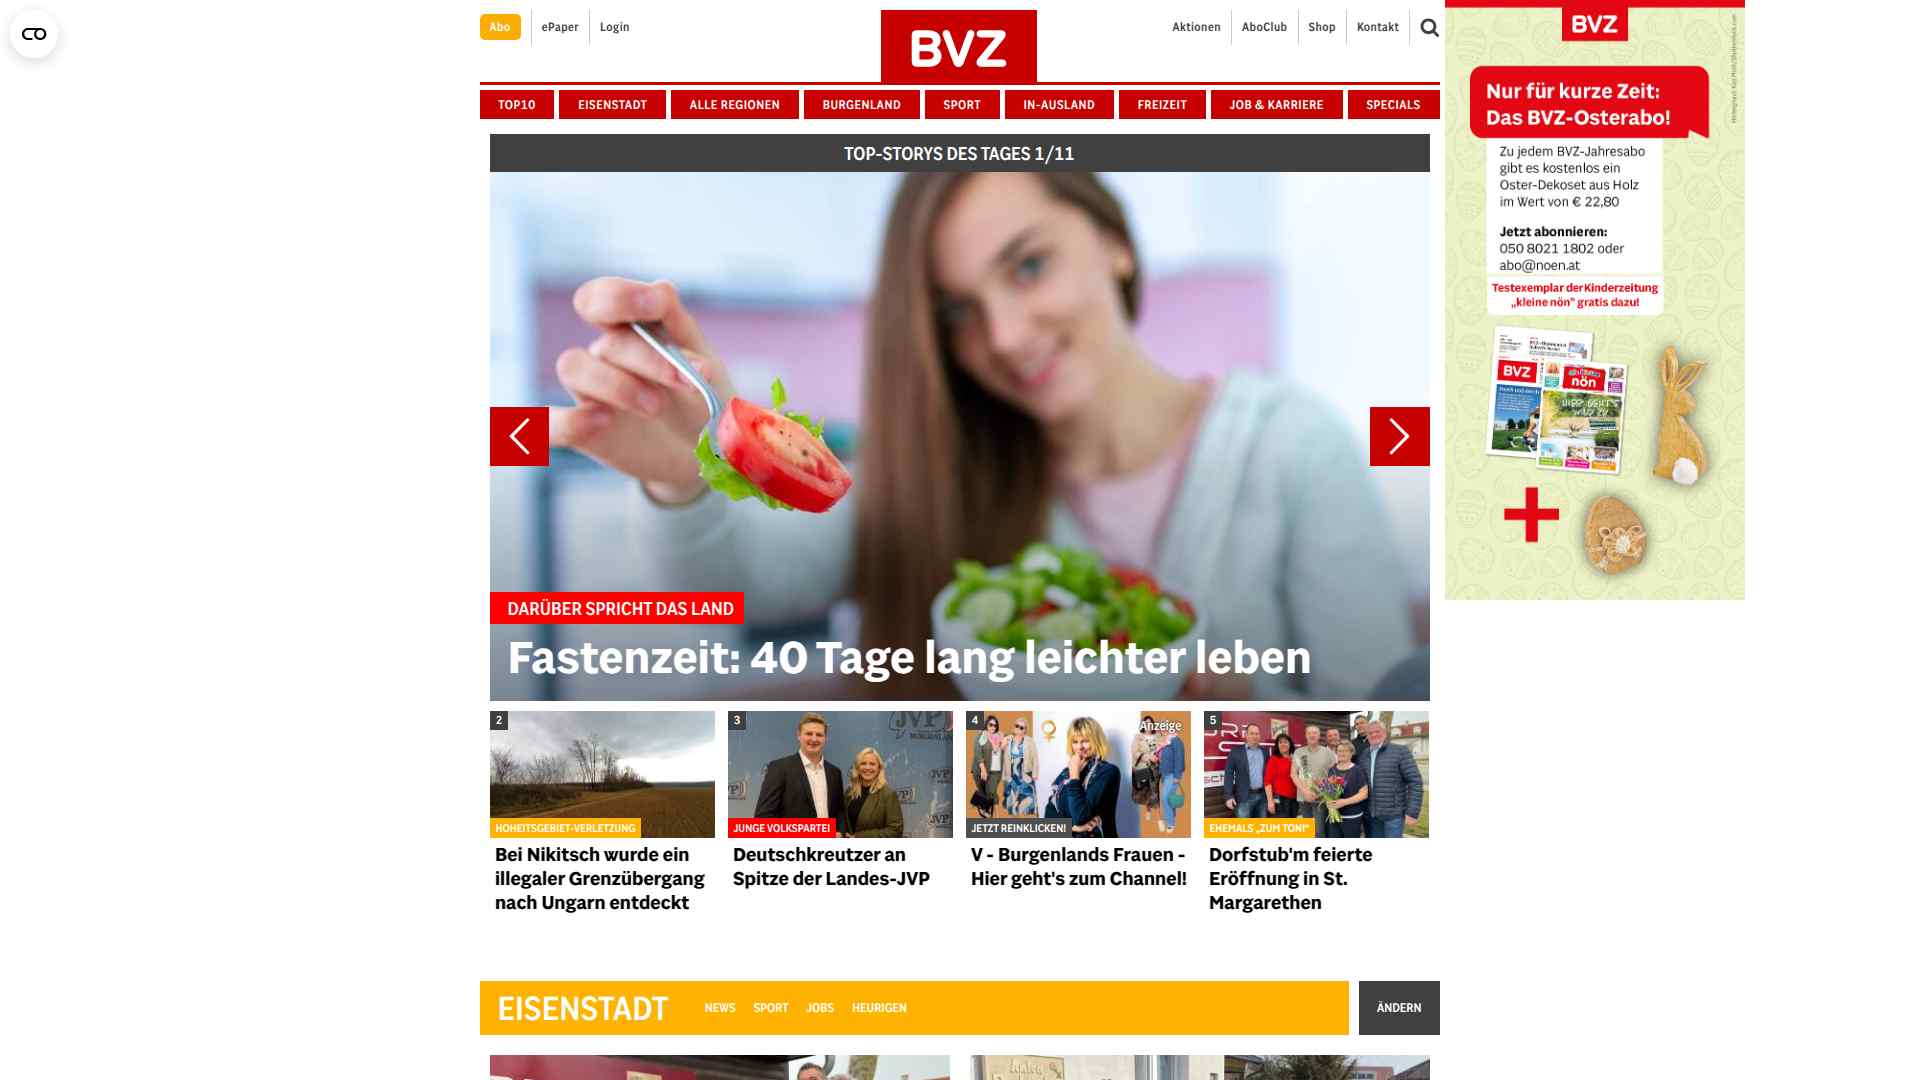 Abo
ePaper
Login
BVZ
Aktionen
AboClub
Shop
Kontakt
TOP10
EISENSTADT
ALLE REGIONEN
BURGENLAND
SPORT
IN-AUSLAND
FREIZEIT
JOB & KARRIERE
SPECIALS
TOP-STORYS DES TAGES 1/11
DARÜBER SPRICHT DAS LAND
Fastenzeit: 40 Tage lang leichter leben
2
HOHEITSGEBIET-VERLETZUNG
Bei Nikitsch wurde ein
illegaler Grenzübergang
nach Ungarn entdeckt
3
JVP
JUNGE VOLKSPARTEI
Deutschkreutzer an
Spitze der Landes-JVP
4
Anzeige
JETZT REINKLICKEN!
V - Burgenlands Frauen -
Hier geht's zum Channel!
5
EHEMALS „ZUM TONI“
Dorfstub'm feierte
Eröffnung in St.
Margarethen
EISENSTADT
NEWS
SPORT
JOBS
HEURIGEN
ÄNDERN
BVZ
Nur für kurze Zeit:
Das BVZ-Osterabo!
Zu jedem BVZ-Jahresabo
gibt es kostenlos ein
Oster-Dekoset aus Holz
im Wert von € 22,80
Jetzt abonnieren:
050 8021 1802 oder
abo@noen.at
Testexemplar der Kinderzeitung
„kleine nön“ gratis dazu!
BVZ
nön